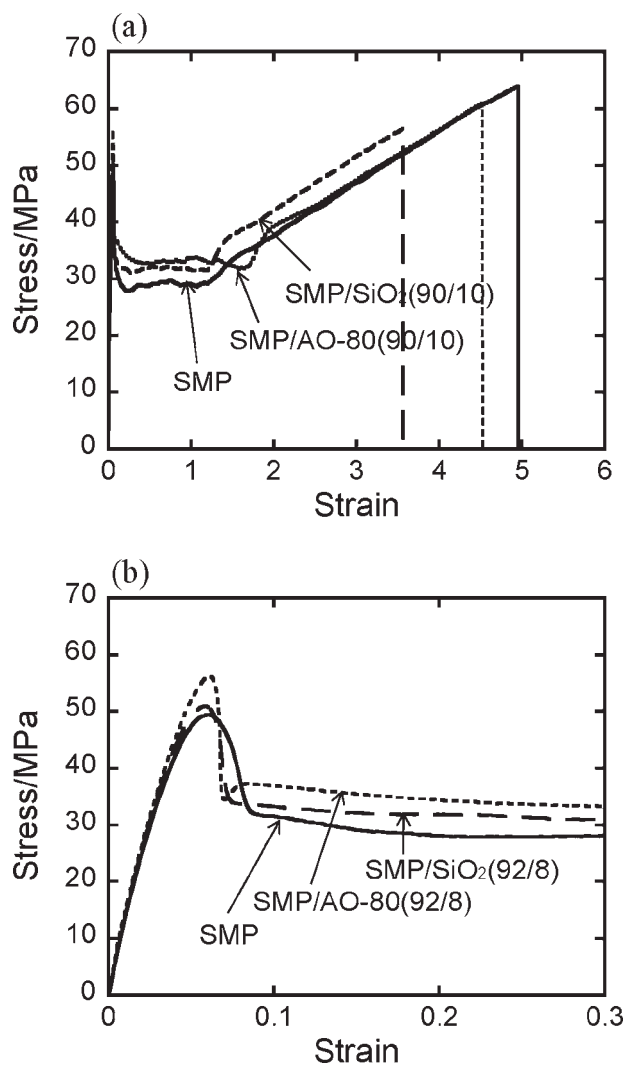 (a)
70
60
50
40
30
20
10
0
Stress/MPa
SMP/SiO₂(90/10)
SMP/AO-80(90/10)
SMP
0 1 2 3 4 5 6
Strain
(b)
70
60
50
40
30
20
10
0
Stress/MPa
SMP/SiO₂(92/8)
SMP/AO-80(92/8)
SMP
0 0.1 0.2 0.3
Strain